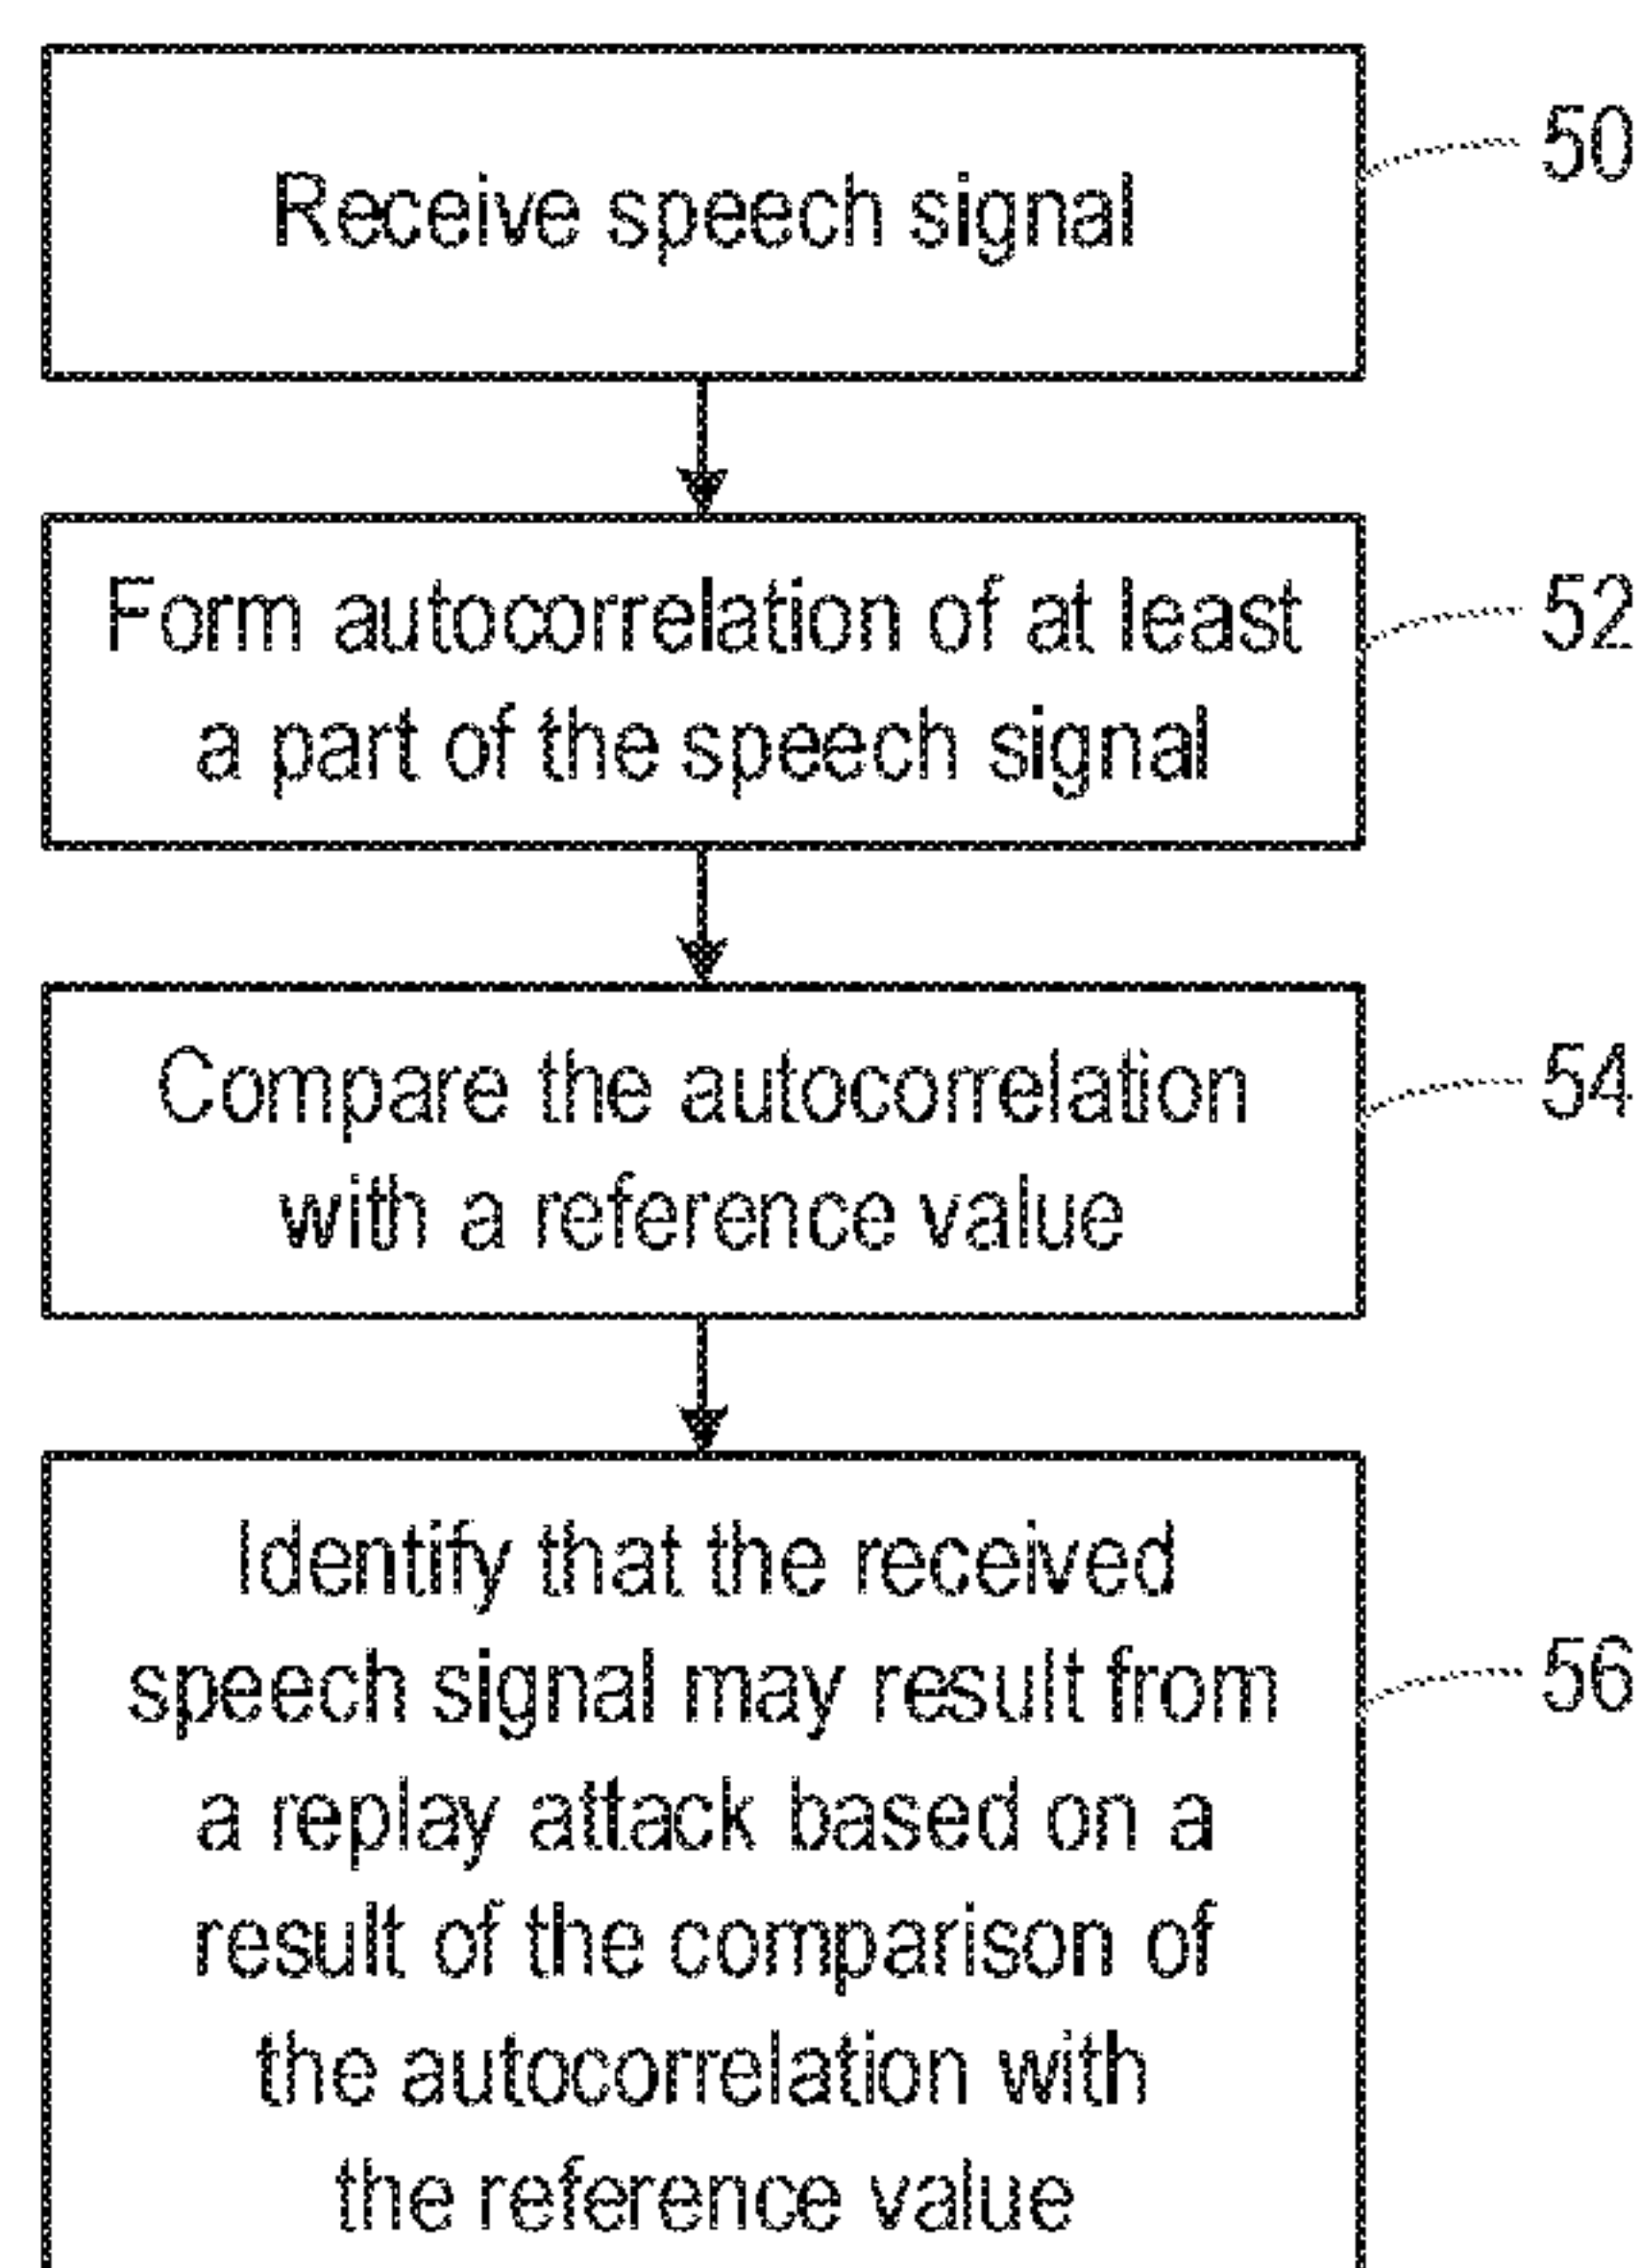 Receive speech signal
50
Form autocorrelation of at least
a part of the speech signal
52
Compare the autocorrelation
with a reference value
54
Identify that the received
speech signal may result from
a replay attack based on a
result of the comparison of
the autocorrelation with
the reference value
56